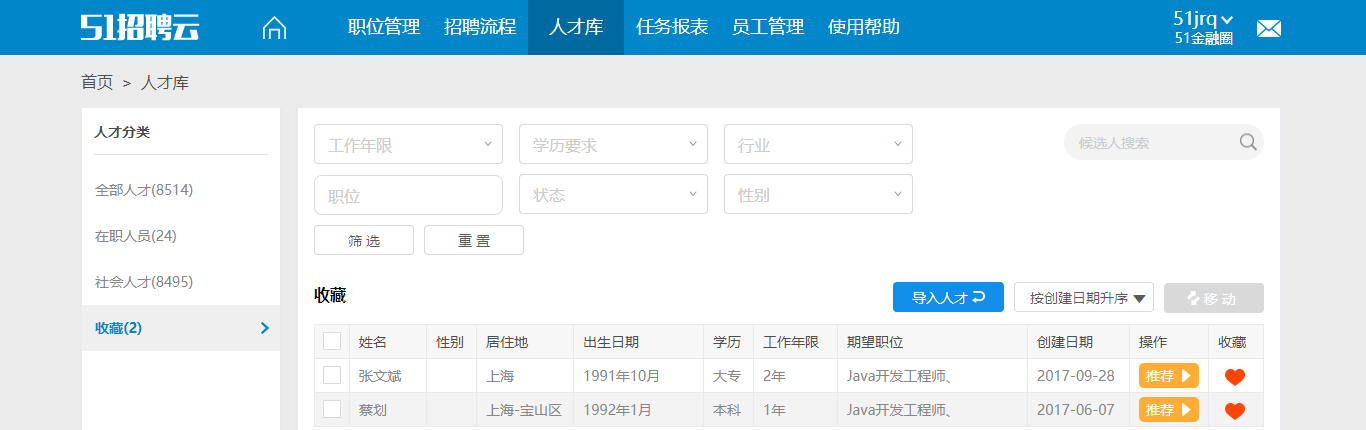 51招聘云 职位管理 招聘流程 人才库 任务报表 员工管理 使用帮助 51jrq
51金融圈
首页 > 人才库
人才分类
全部人才(8514)
在职人员(24)
社会人才(8495)
收藏(2)
工作年限 学历要求 行业 候选人搜索
职位 状态 性别
筛 选 重 置
收藏 导入人才 按创建日期升序 移 动
姓名 性别 居住地 出生日期 学历 工作年限 期望职位 创建日期 操作 收藏
张文斌 上海 1991年10月 大专 2年 Java开发工程师、 2017-09-28 推荐
蔡划 上海-宝山区 1992年1月 本科 1年 Java开发工程师、 2017-06-07 推荐